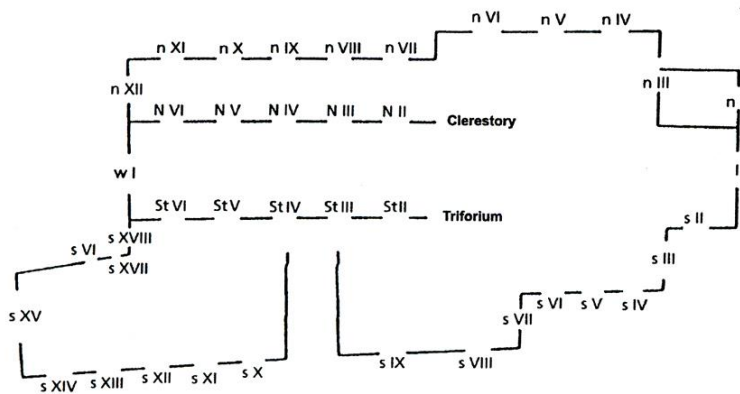 n VI n V n IV
n XI n X n IX n VIII n VII
n III
n XII
n
N VI N V N IV N III N II Clerestory
w I
I
St VI St V St IV St III St II Triforium
s II
s XVIII
s VI
s XVII
s III
s VI s V s IV
s XV
s VII
s IX s VIII
s XIV s XIII s XII s XI s X